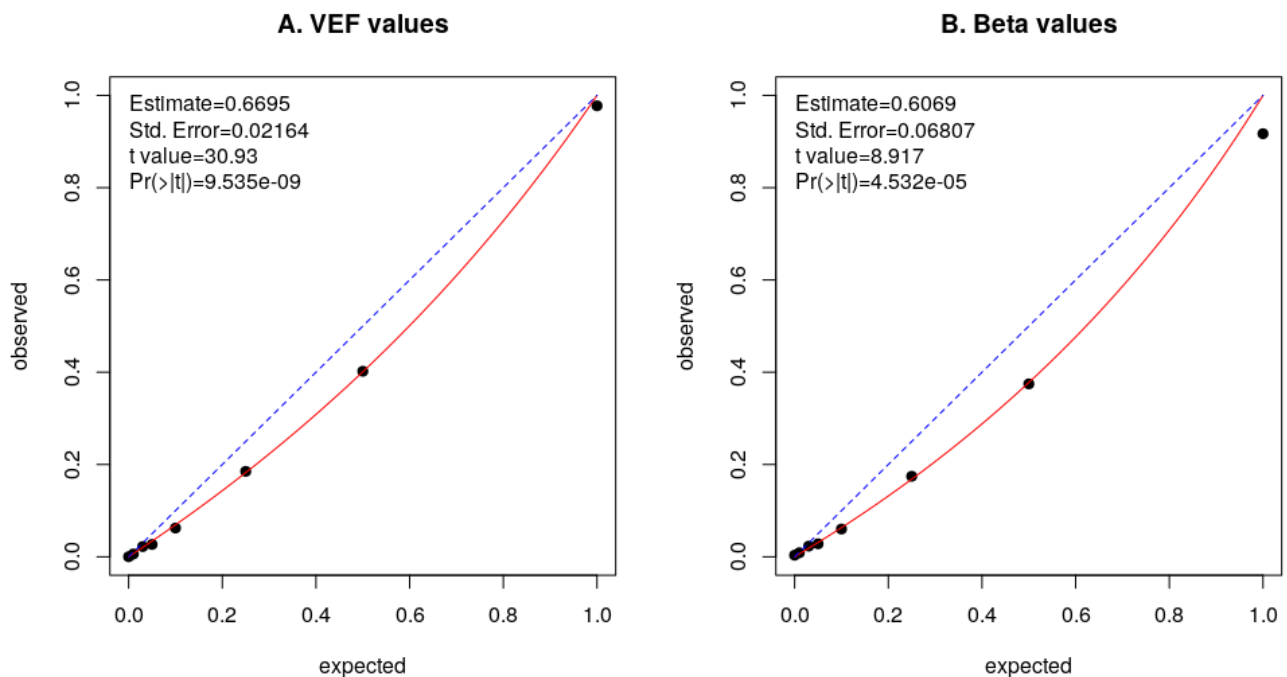 A. VEF values
Estimate=0.6695
Std. Error=0.02164
t value=30.93
Pr(>|t|)=9.535e-09
observed
1.0
0.8
0.6
0.4
0.2
0.0
0.0 0.2 0.4 0.6 0.8 1.0
expected
B. Beta values
Estimate=0.6069
Std. Error=0.06807
t value=8.917
Pr(>|t|)=4.532e-05
observed
1.0
0.8
0.6
0.4
0.2
0.0
0.0 0.2 0.4 0.6 0.8 1.0
expected